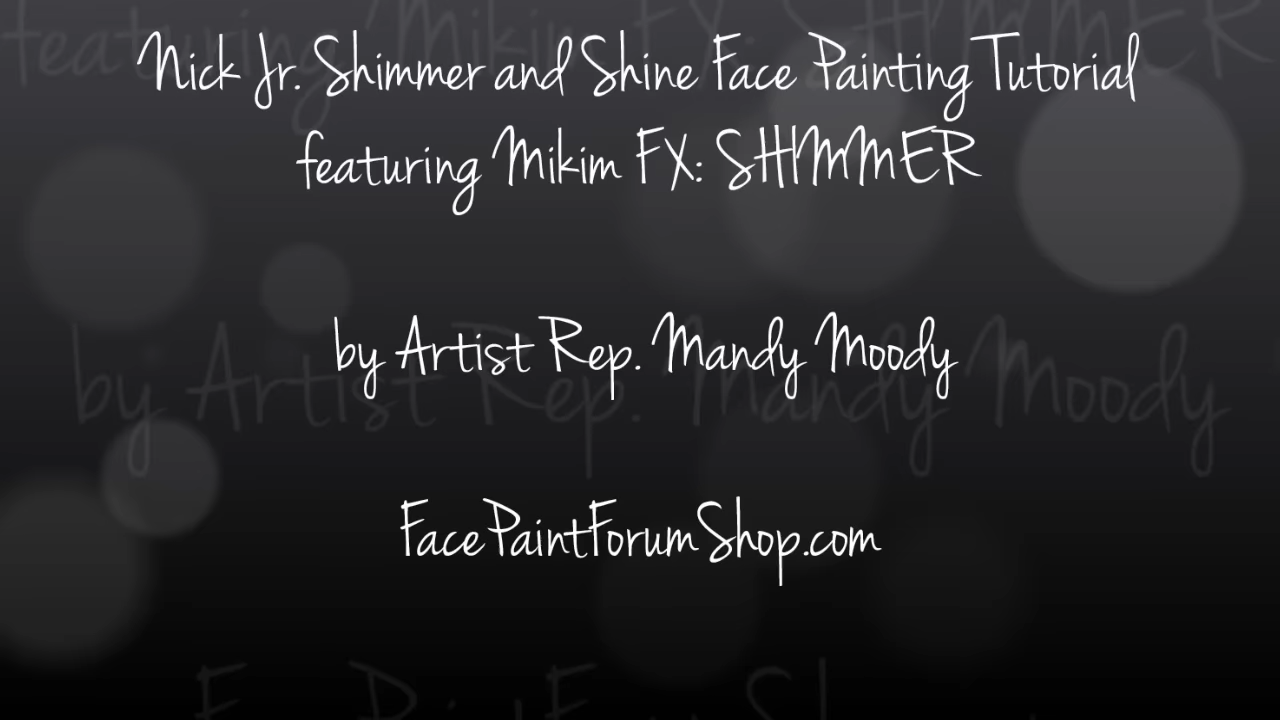 Nick Jr. Shimmer and Shine Face Painting Tutorial
featuring Mikim FX: SHIMMER
by Artist Rep. Mandy Moody
FacePaintForumShop.com